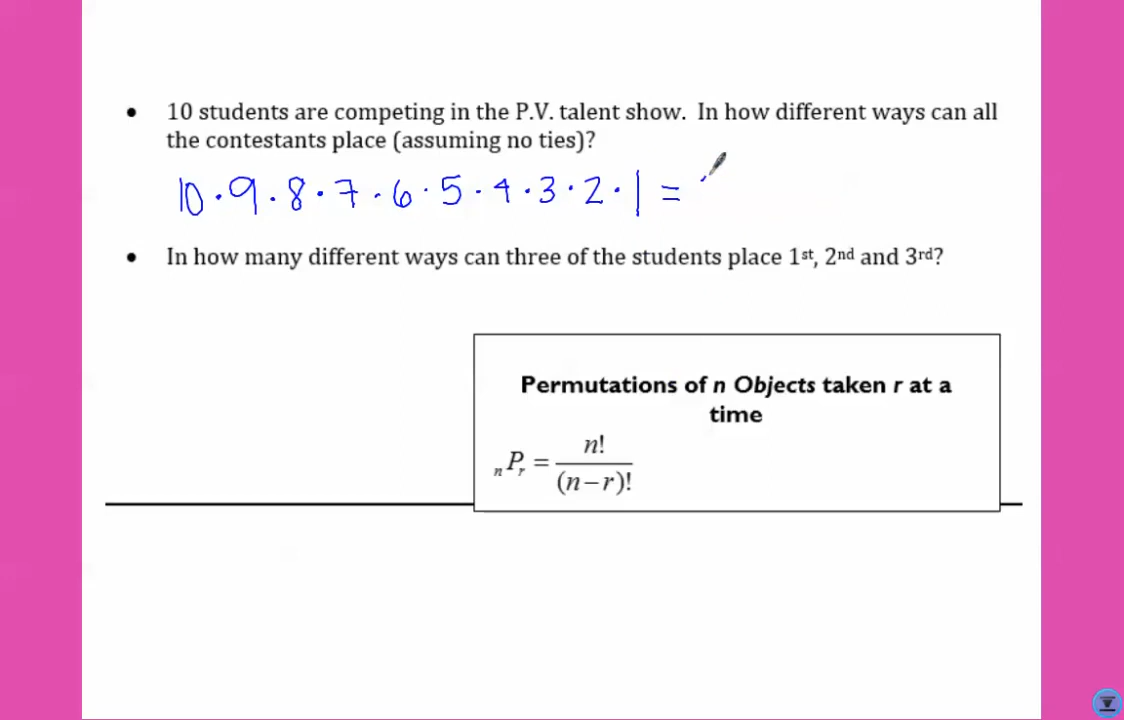 • 10 students are competing in the P.V. talent show. In how different ways can all
the contestants place (assuming no ties)?
10 · 9 · 8 · 7 · 6 · 5 · 4 · 3 · 2 · 1 =
• In how many different ways can three of the students place 1st, 2nd and 3rd?
Permutations of n Objects taken r at a
time
nPr = n! / (n−r)!